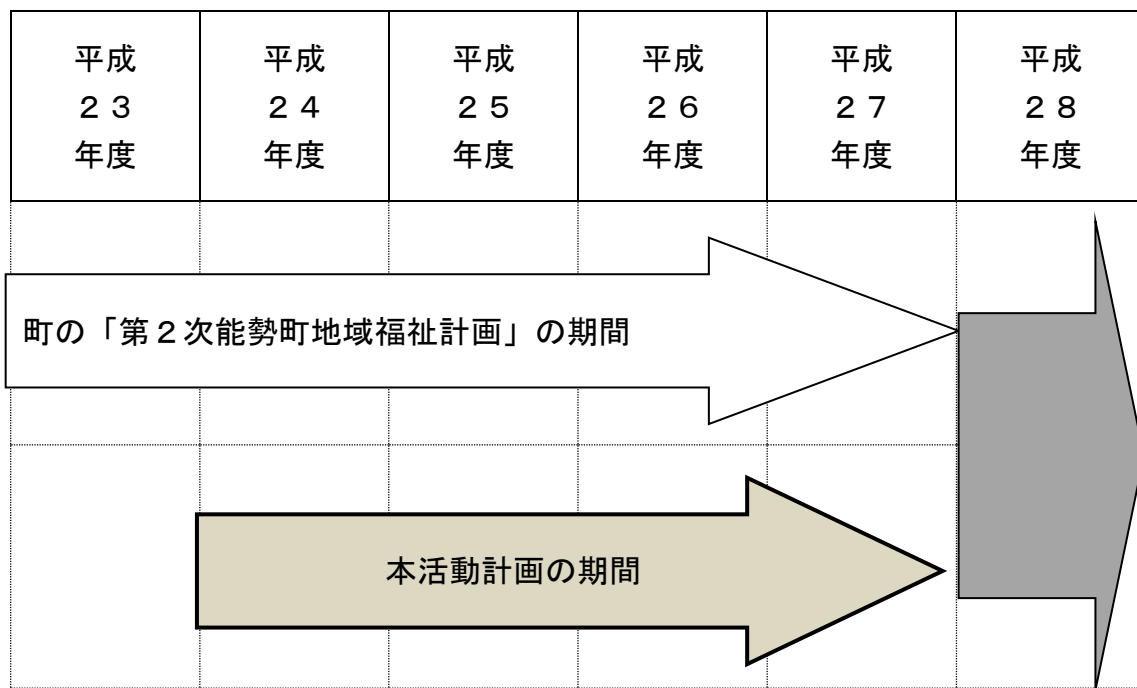 平成
２３
年度
平成
２４
年度
平成
２５
年度
平成
２６
年度
平成
２７
年度
平成
２８
年度
町の「第２次能勢町地域福祉計画」の期間
本活動計画の期間